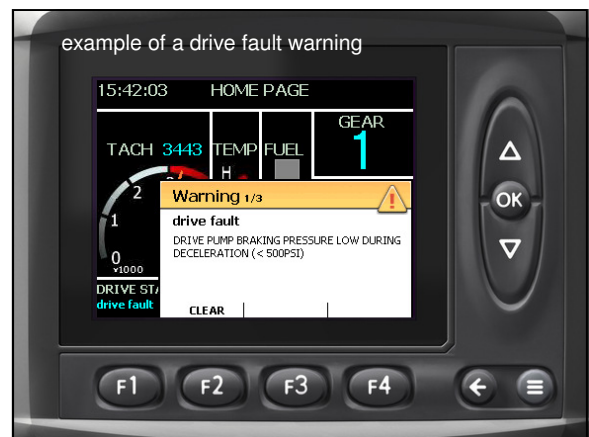 example of a drive fault warning
15:42:03 HOME PAGE
GEAR
1
TACH 3443 TEMP FUEL
H
2
1
0
x1000
Warning 1/3
drive fault
DRIVE PUMP BRAKING PRESSURE LOW DURING
DECELERATION (< 500PSI)
DRIVE STA
drive fault
CLEAR
OK
F1 F2 F3 F4